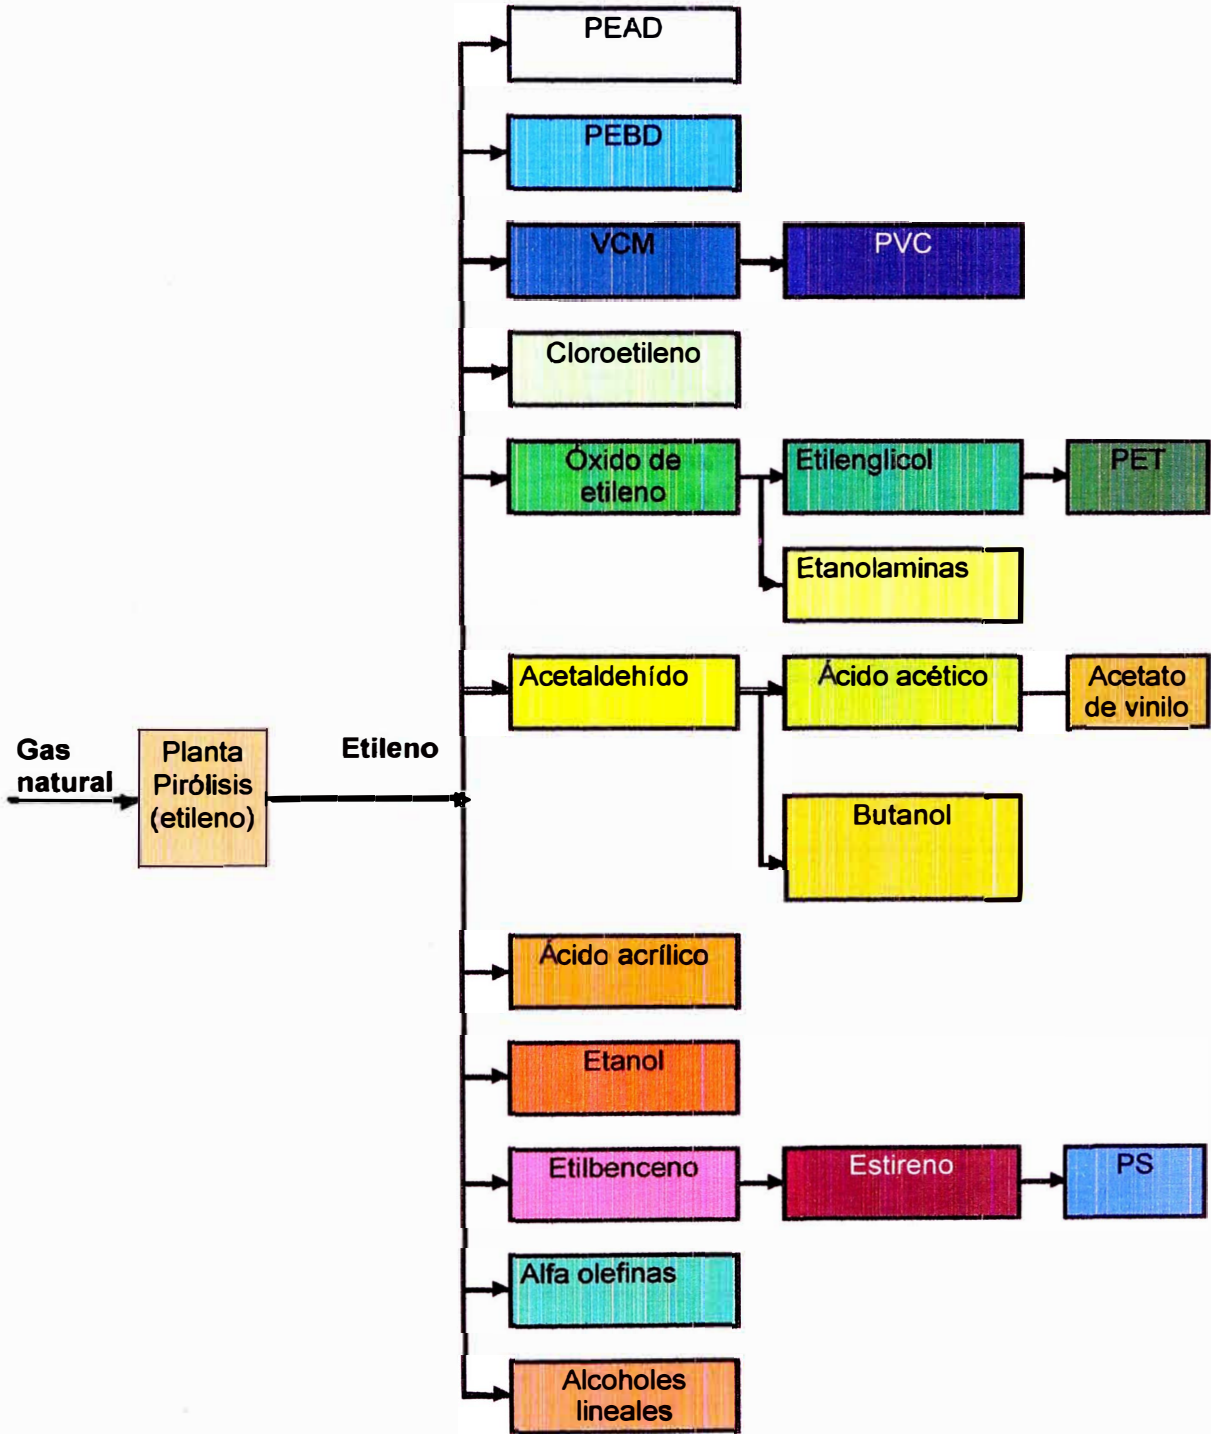 PEAD
PEBD
VCM
PVC
Cloroetileno
Óxido de
etileno
Etilenglicol
PET
Etanolaminas
Acetaldehído
Ácido acético
Acetato
de vinilo
Gas
natural
Planta
Pirólisis
(etileno)
Etileno
Butanol
Ácido acrílico
Etanol
Etilbenceno
Estireno
PS
Alfa olefinas
Alcoholes
lineales